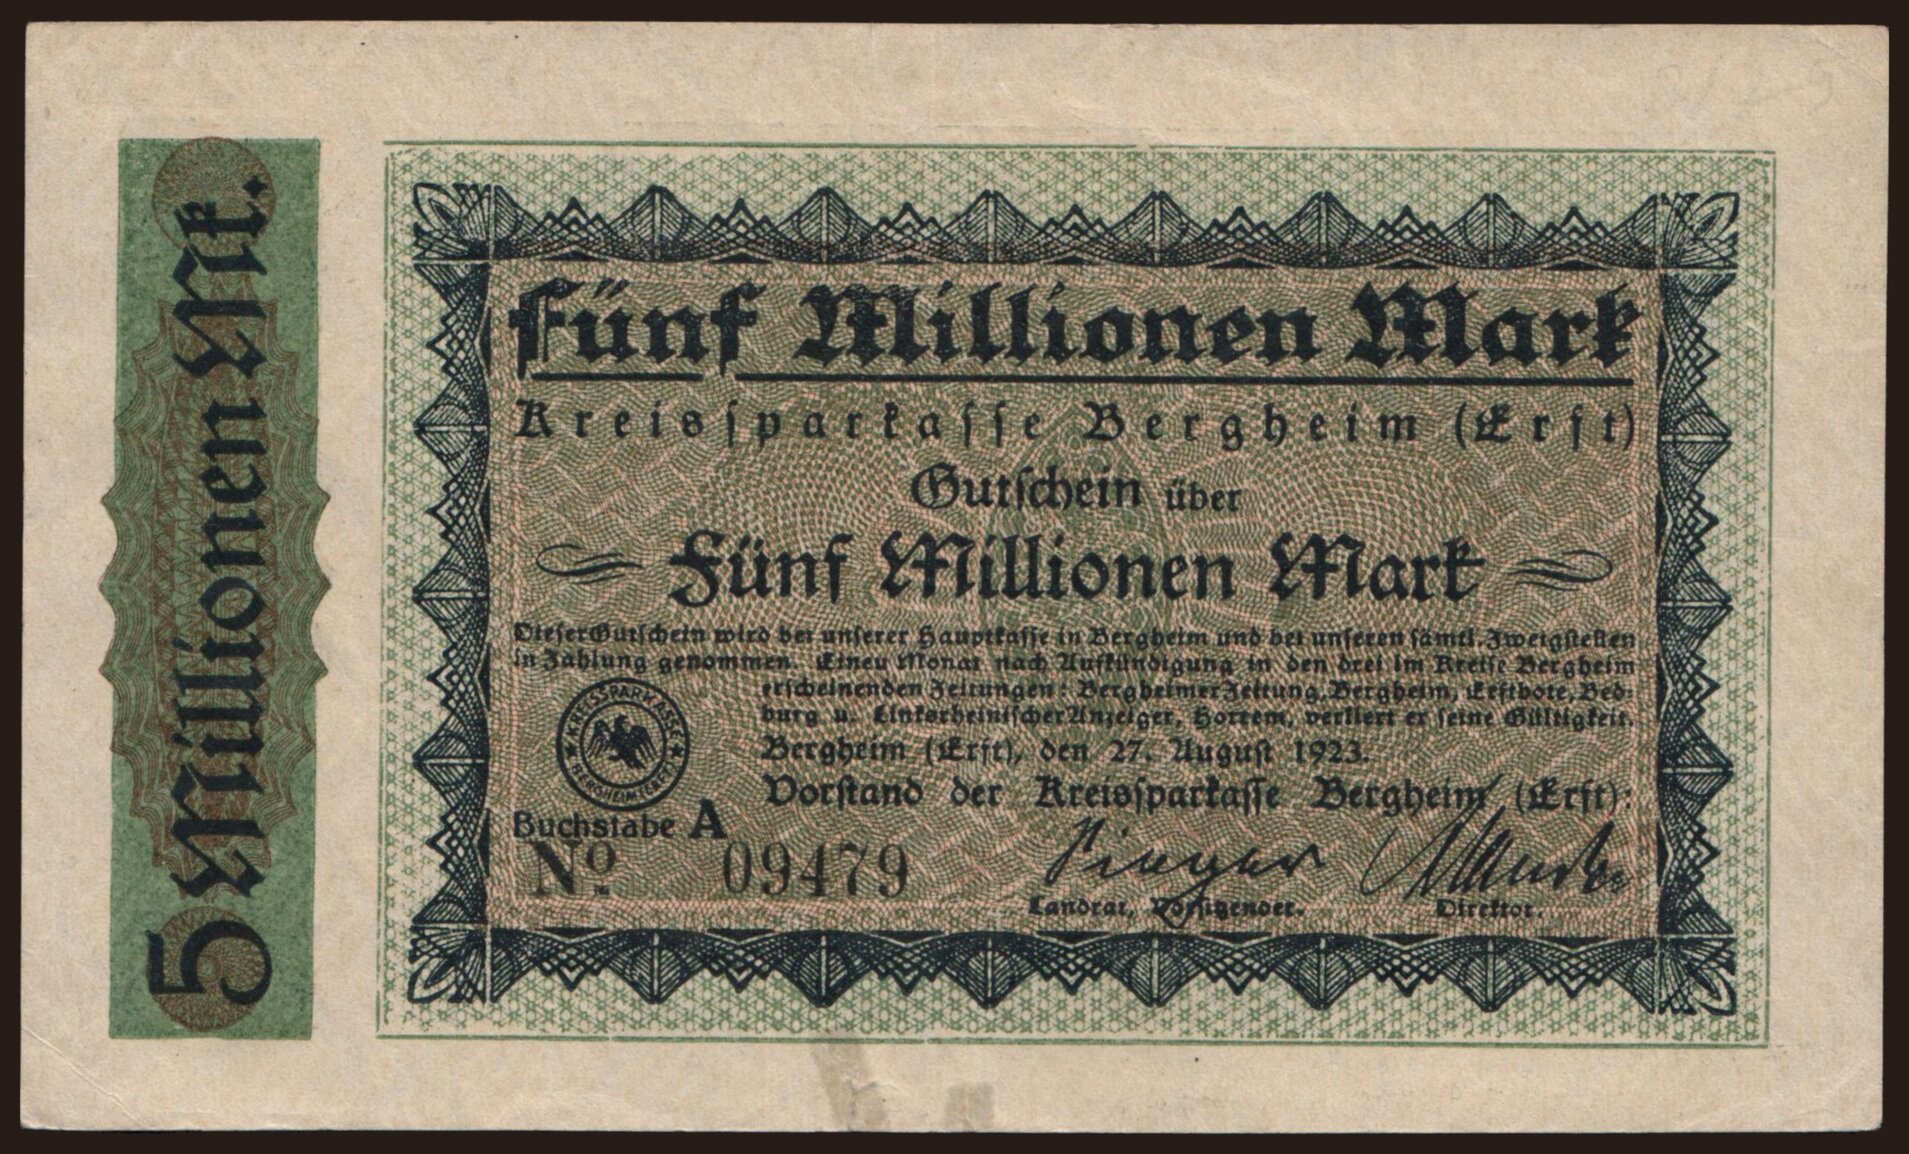 5 Millionen Mk.
Fünf Millionen Mark
Kreissparkasse Bergheim (Erft)
Gutschein über
Fünf Millionen Mark
Dieser Gutschein wird bei unserer Hauptkasse in Bergheim und bei unseren sämtl. Zweigstellen
in Zahlung genommen. Einen Monat nach Aufkündigung in den drei im Kreise Bergheim
erscheinenden Zeitungen: Bergheimer Zeitung, Bergheim, Erftbote, Bed-
burg u. Linksrheinischer Anzeiger, Horrem, verliert er seine Gültigkeit.
Bergheim (Erft), den 27. August 1923.
Vorstand der Kreissparkasse Bergheim (Erft):
KREISSPARKASSE
BERGHEIM (ERFT)
Buchstabe A
No. 09479
Landrat, Vorsitzender.
Direktor.